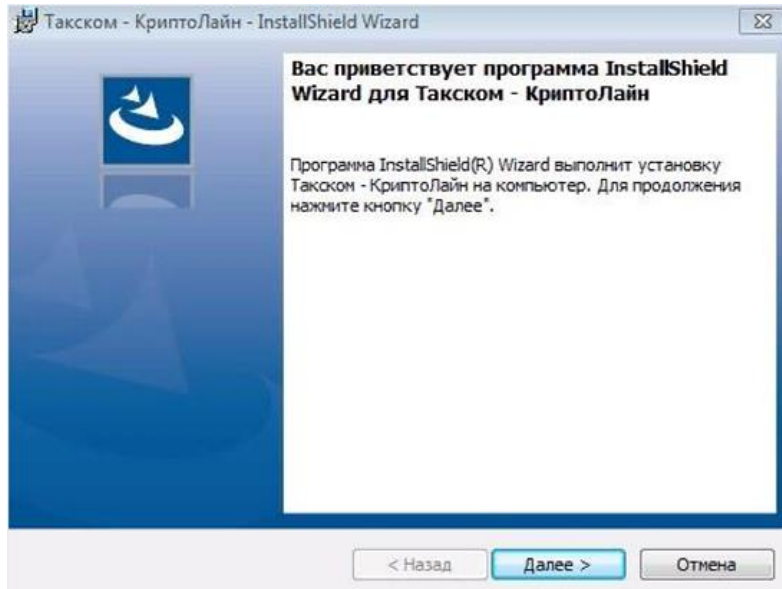 Такском - КриптоЛайн - InstallShield Wizard
Вас приветствует программа InstallShield
Wizard для Такском - КриптоЛайн
Программа InstallShield(R) Wizard выполнит установку
Такском - КриптоЛайн на компьютер. Для продолжения
нажмите кнопку "Далее".
< Назад
Далее >
Отмена